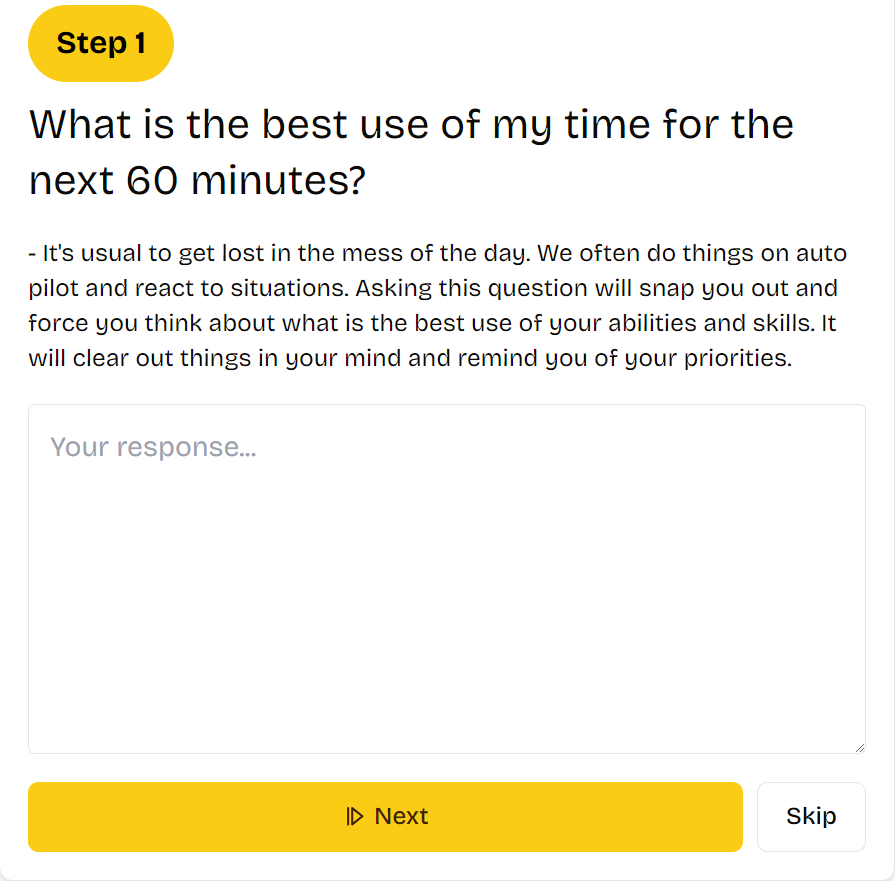 Step 1
What is the best use of my time for the
next 60 minutes?
- It's usual to get lost in the mess of the day. We often do things on auto
pilot and react to situations. Asking this question will snap you out and
force you think about what is the best use of your abilities and skills. It
will clear out things in your mind and remind you of your priorities.
Your response...
Next
Skip